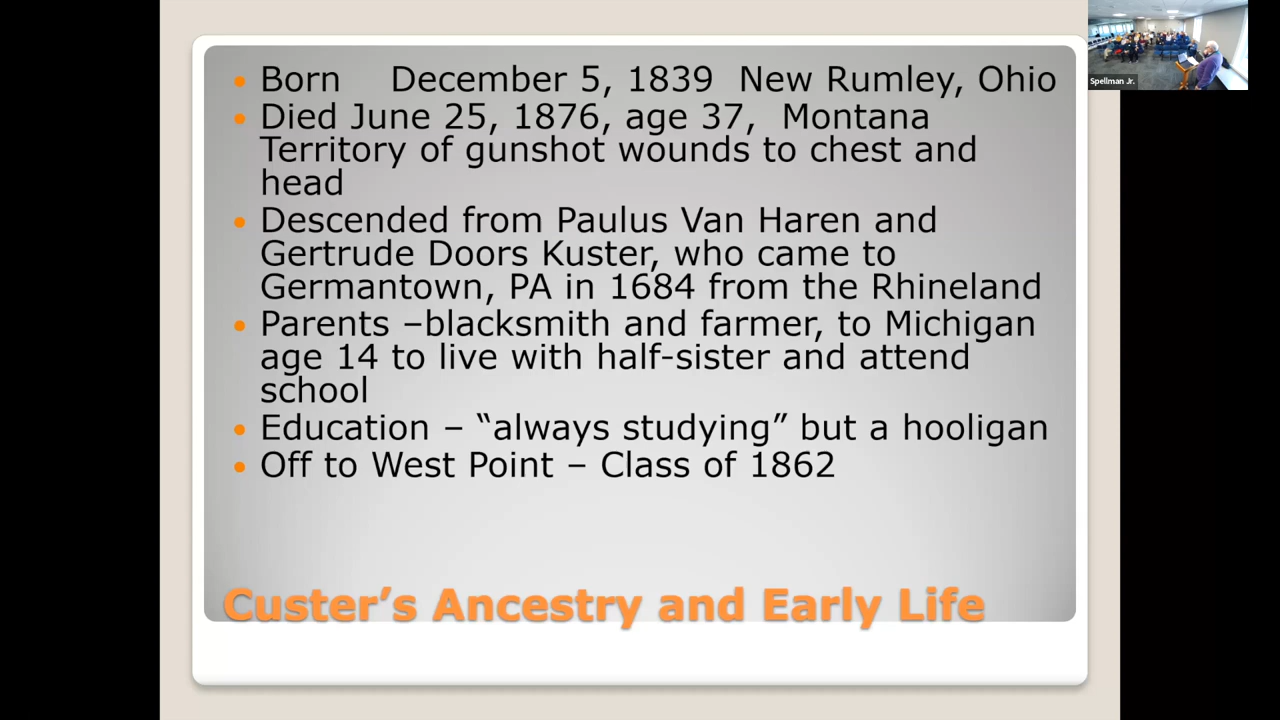 • Born December 5, 1839 New Rumley, Ohio
• Died June 25, 1876, age 37, Montana
Territory of gunshot wounds to chest and
head
• Descended from Paulus Van Haren and
Gertrude Doors Kuster, who came to
Germantown, PA in 1684 from the Rhineland
• Parents –blacksmith and farmer, to Michigan
age 14 to live with half-sister and attend
school
• Education – “always studying” but a hooligan
• Off to West Point – Class of 1862
Custer’s Ancestry and Early Life
Spellman Jr.